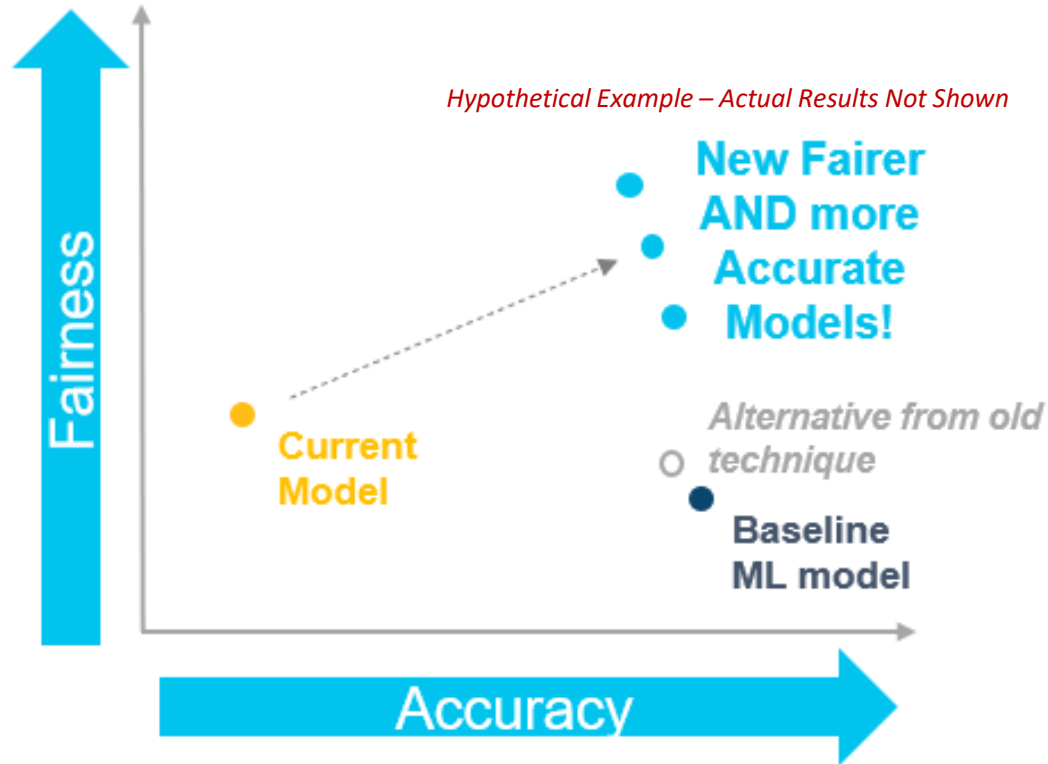 Hypothetical Example – Actual Results Not Shown
New Fairer
AND more
Accurate
Models!
Fairness
Current
Model
Alternative from old
technique
Baseline
ML model
Accuracy